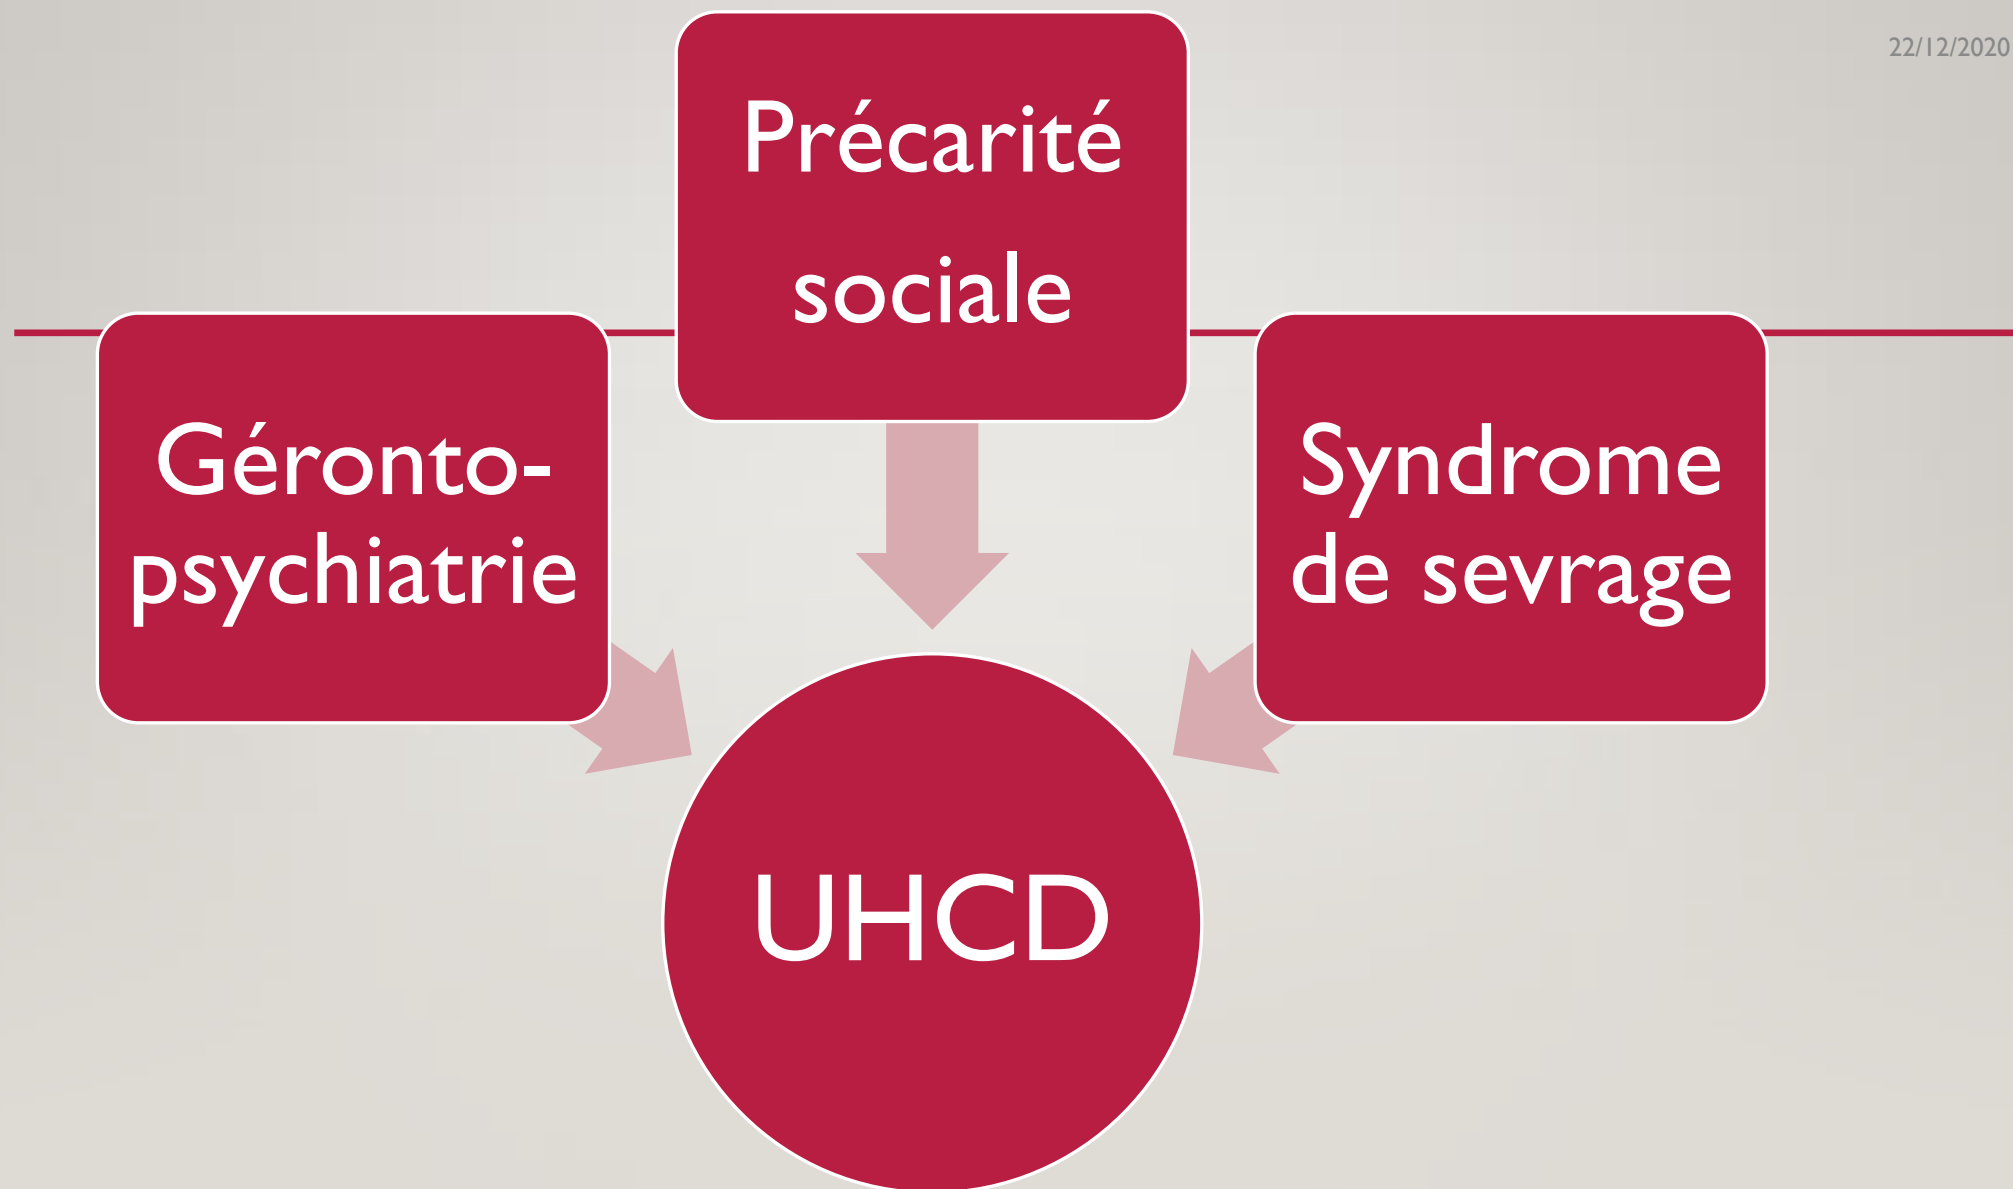 22/12/2020
Précarité
sociale
Géronto-
psychiatrie
Syndrome
de sevrage
UHCD